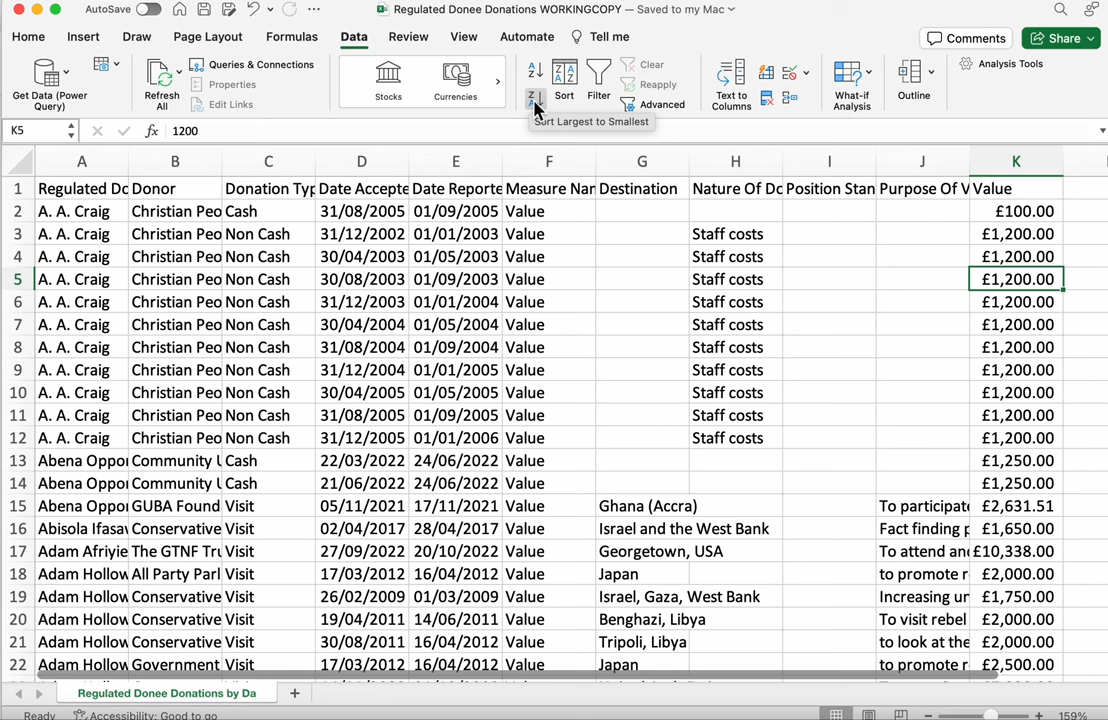 AutoSave
Regulated Donee Donations WORKINGCOPY — Saved to my Mac
Home Insert Draw Page Layout Formulas Data Review View Automate Tell me
Comments Share
Get Data (Power Query)
Refresh All
Queries & Connections
Properties
Edit Links
Stocks Currencies
Sort Filter
Clear
Reapply
Advanced
Text to Columns
What-if Analysis
Outline
Analysis Tools
Sort Largest to Smallest
K5 fx 1200
A B C D E F G H I J K
1 Regulated Do Donor Donation Typ Date Accepte Date Reporte Measure Nan Destination Nature Of Do Position Stan Purpose Of V Value
2 A. A. Craig Christian Peo Cash 31/08/2005 01/09/2005 Value £100.00
3 A. A. Craig Christian Peo Non Cash 31/12/2002 01/01/2003 Value Staff costs £1,200.00
4 A. A. Craig Christian Peo Non Cash 30/04/2003 01/05/2003 Value Staff costs £1,200.00
5 A. A. Craig Christian Peo Non Cash 30/08/2003 01/09/2003 Value Staff costs £1,200.00
6 A. A. Craig Christian Peo Non Cash 31/12/2003 01/01/2004 Value Staff costs £1,200.00
7 A. A. Craig Christian Peo Non Cash 30/04/2004 01/05/2004 Value Staff costs £1,200.00
8 A. A. Craig Christian Peo Non Cash 31/08/2004 01/09/2004 Value Staff costs £1,200.00
9 A. A. Craig Christian Peo Non Cash 31/12/2004 01/01/2005 Value Staff costs £1,200.00
10 A. A. Craig Christian Peo Non Cash 30/04/2005 01/05/2005 Value Staff costs £1,200.00
11 A. A. Craig Christian Peo Non Cash 31/08/2005 01/09/2005 Value Staff costs £1,200.00
12 A. A. Craig Christian Peo Non Cash 31/12/2005 01/01/2006 Value Staff costs £1,200.00
13 Abena Oppoi Community U Cash 22/03/2022 24/06/2022 Value £1,250.00
14 Abena Oppoi Community U Cash 21/06/2022 24/06/2022 Value £1,250.00
15 Abena Oppoi GUBA Found Visit 05/11/2021 17/11/2021 Value Ghana (Accra) To participate £2,631.51
16 Abisola Ifasav Conservative Visit 02/04/2017 28/04/2017 Value Israel and the West Bank Fact finding p £1,650.00
17 Adam Afriyie The GTNF Tru Visit 27/09/2022 20/10/2022 Value Georgetown, USA To attend and £10,338.00
18 Adam Hollow All Party Parl Visit 17/03/2012 16/04/2012 Value Japan to promote r £2,000.00
19 Adam Hollow Conservative Visit 26/02/2009 01/03/2009 Value Israel, Gaza, West Bank Increasing un £1,750.00
20 Adam Hollow Conservative Visit 19/04/2011 14/06/2011 Value Benghazi, Libya To visit rebel £2,000.00
21 Adam Hollow Conservative Visit 30/08/2011 16/04/2012 Value Tripoli, Libya to look at the £2,000.00
22 Adam Hollow Government Visit 17/03/2012 16/04/2012 Value Japan to promote r £2,500.00
Regulated Donee Donations by Da
Ready Accessibility: Good to go 159%